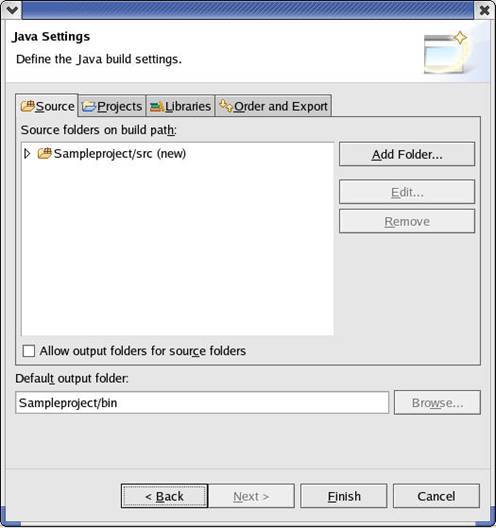 Java Settings
Define the Java build settings.
Source Projects Libraries Order and Export
Source folders on build path:
Sampleproject/src (new)
Add Folder...
Edit...
Remove
Allow output folders for source folders
Default output folder:
Sampleproject/bin
Browse...
< Back Next > Finish Cancel